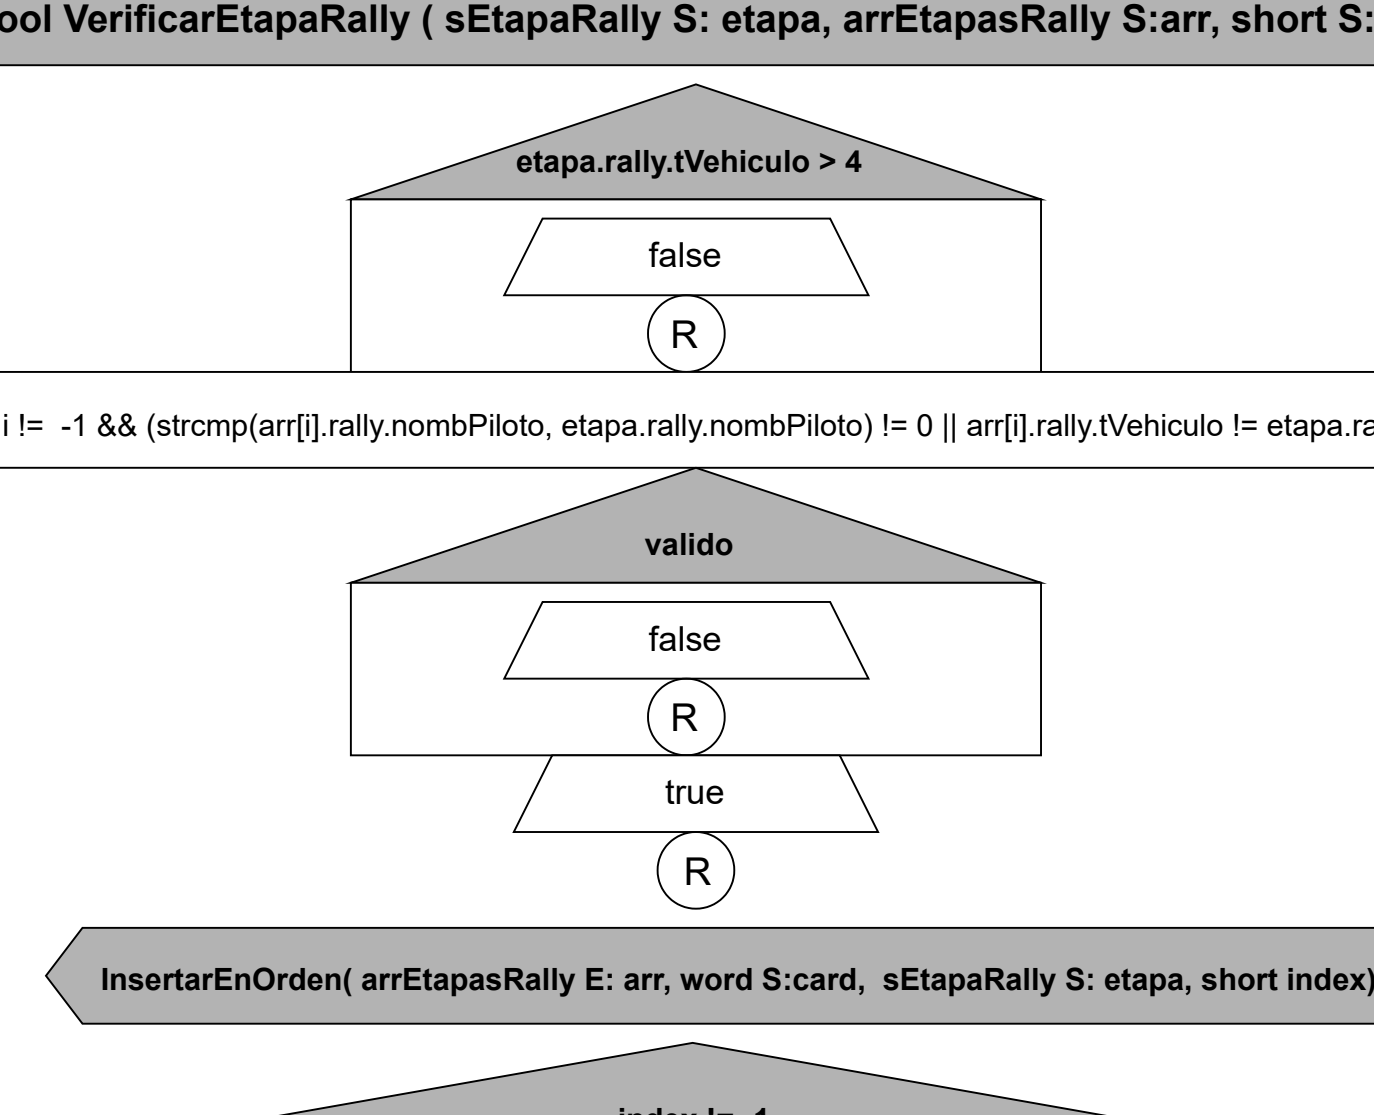 ool VerificarEtapaRally ( sEtapaRally S: etapa, arrEtapasRally S:arr, short S:
etapa.rally.tVehiculo > 4
false
R
i !=  -1 && (strcmp(arr[i].rally.nombPiloto, etapa.rally.nombPiloto) != 0 || arr[i].rally.tVehiculo != etapa.ra
valido
false
R
true
R
InsertarEnOrden( arrEtapasRally E: arr, word S:card,  sEtapaRally S: etapa, short index)
index != -1